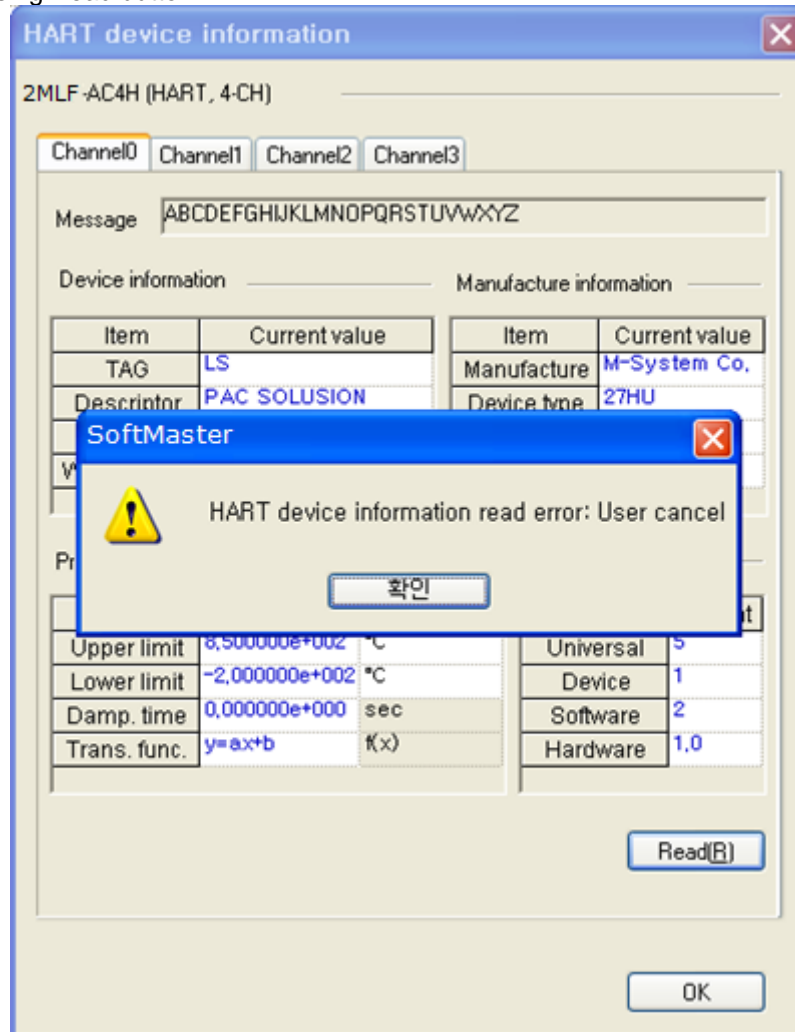 HART device information
2MLF-AC4H (HART, 4-CH)
Channel0 Channel1 Channel2 Channel3
Message ABCDEFGHIJKLMNOPQRSTUVWXYZ
Device information Manufacture information
Item Current value Item Current value
TAG LS Manufacture M-System Co,
Descriptor PAC SOLUSION Device type 27HU
SoftMaster
HART device information read error: User cancel
확인
Upper limit 8,500000e+002 °C Universal 5
Lower limit -2,000000e+002 °C Device 1
Damp. time 0,000000e+000 sec Software 2
Trans. func. y=ax+b f(x) Hardware 1,0
Read(R)
OK